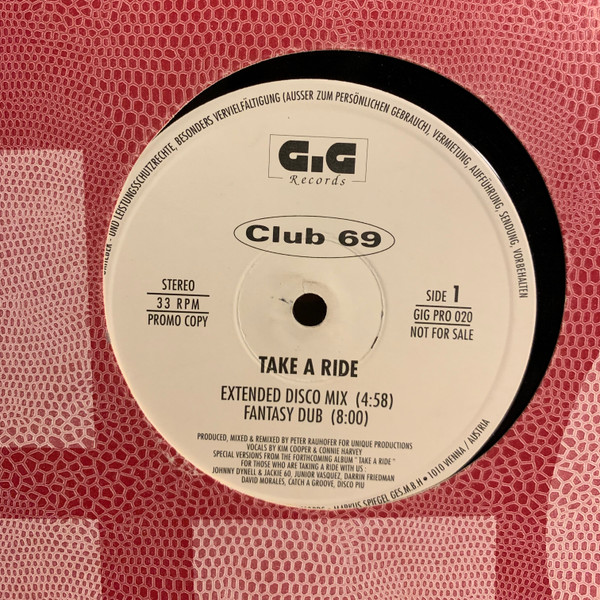 URHEBER - UND LEISTUNGSSCHUTZRECHTE, BESONDERS VERVIELFÄLTIGUNG (AUSSER ZUM PERSÖNLICHEN GEBRAUCH), VERMIETUNG, AUFFÜHRUNG, SENDUNG, VORBEHALTEN
G.I.G
Records
Club 69
STEREO
33 RPM
PROMO COPY
SIDE 1
GIG PRO 020
NOT FOR SALE
TAKE A RIDE
EXTENDED DISCO MIX (4:58)
FANTASY DUB (8:00)
PRODUCED, MIXED & REMIXED BY PETER RAUHOFER FOR UNIQUE PRODUCTIONS
VOCALS BY KIM COOPER & CONNIE HARVEY
SPECIAL VERSIONS FROM THE FORTHCOMING ALBUM " TAKE A RIDE "
FOR THOSE WHO ARE TAKING A RIDE WITH US :
JOHNNY DYNELL & JACKIE 60, JUNIOR VASQUEZ, DARRIN FRIEDMAN
DAVID MORALES, CATCH A GROOVE, DISCO PIU
MARKUS SPIEGEL GES.M.B.H • 1010 VIENNA / AUSTRIA